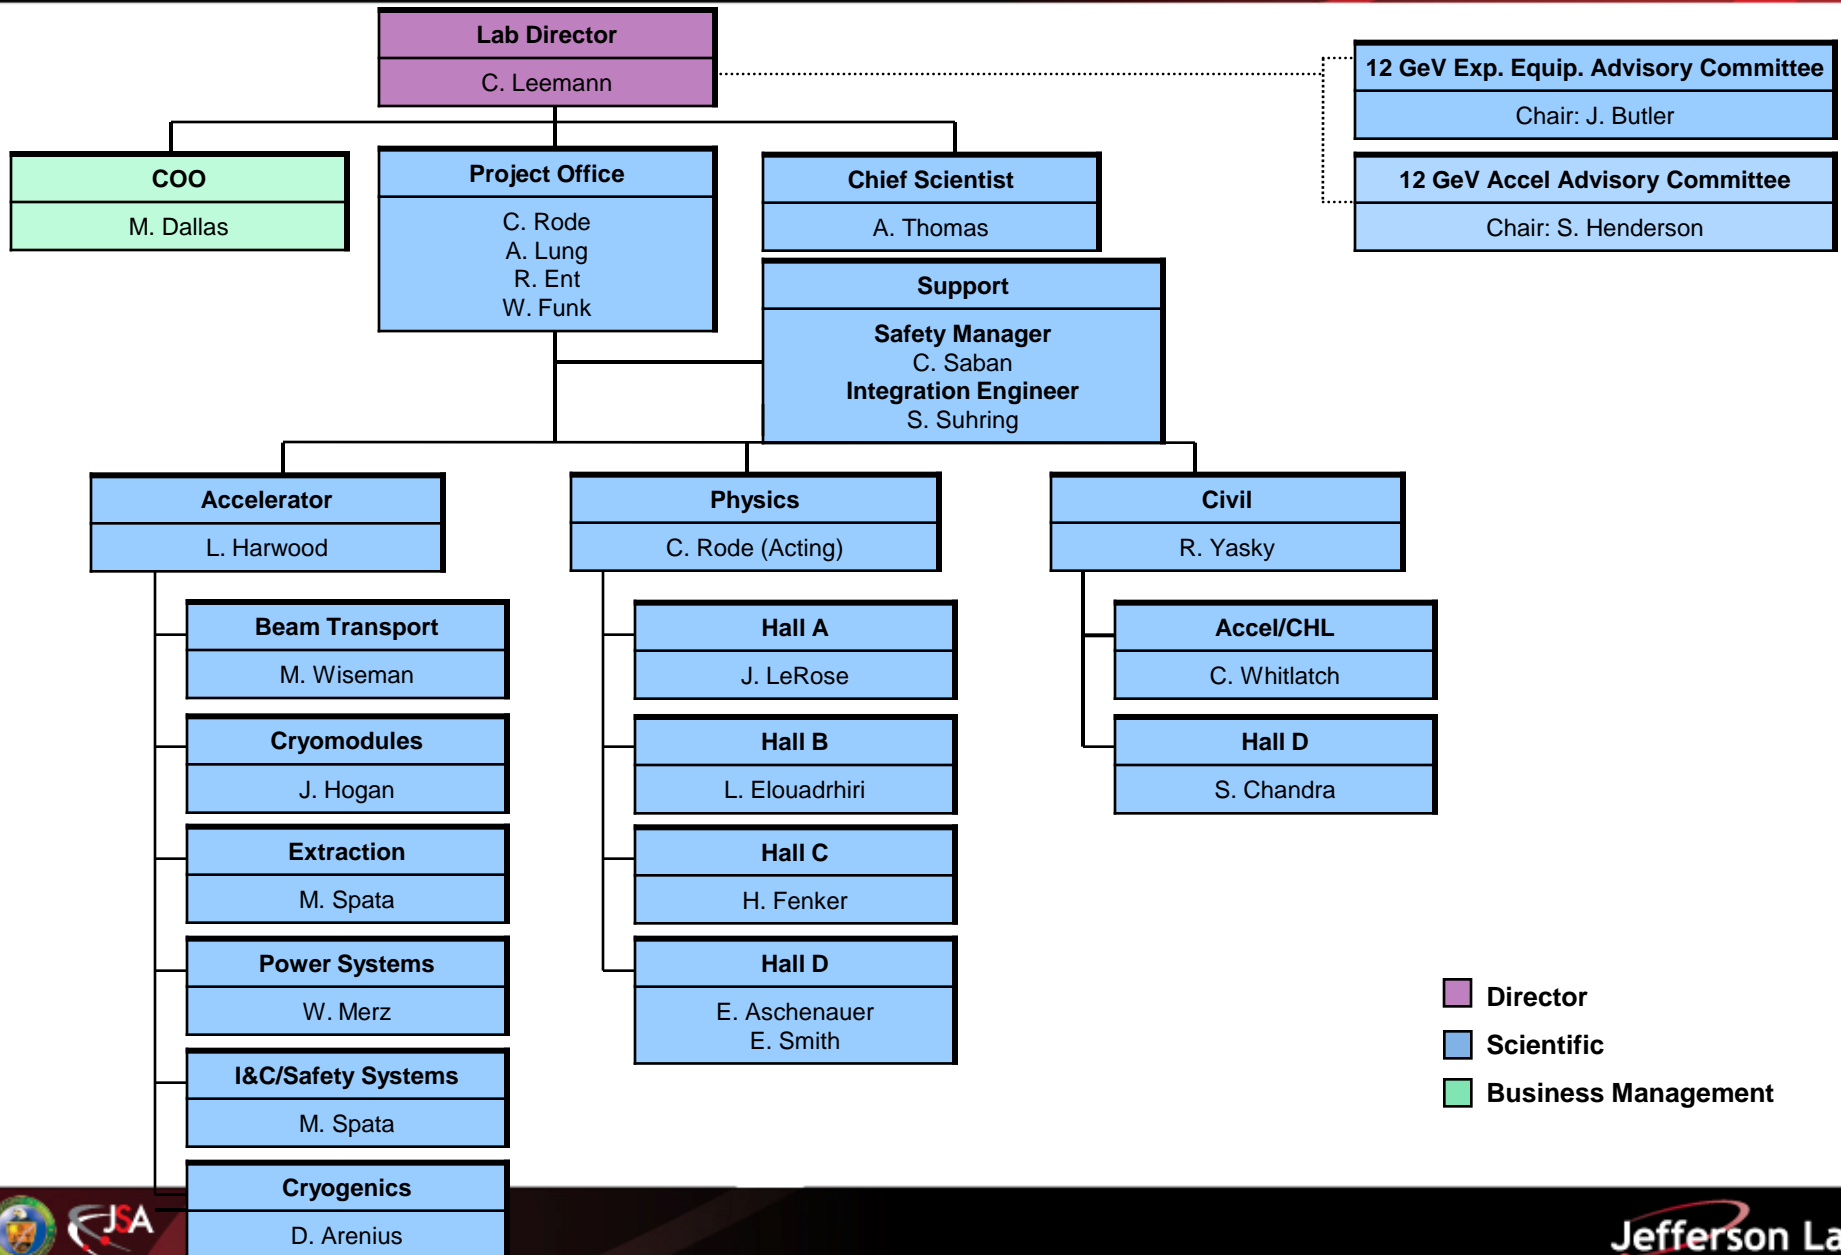 Lab Director
C. Leemann
12 GeV Exp. Equip. Advisory Committee
Chair: J. Butler
12 GeV Accel Advisory Committee
Chair: S. Henderson
COO
M. Dallas
Project Office
C. Rode
A. Lung
R. Ent
W. Funk
Chief Scientist
A. Thomas
Support
Safety Manager
C. Saban
Integration Engineer
S. Suhring
Accelerator
L. Harwood
Physics
C. Rode (Acting)
Civil
R. Yasky
Beam Transport
M. Wiseman
Cryomodules
J. Hogan
Extraction
M. Spata
Power Systems
W. Merz
I&C/Safety Systems
M. Spata
Cryogenics
D. Arenius
Hall A
J. LeRose
Hall B
L. Elouadrhiri
Hall C
H. Fenker
Hall D
E. Aschenauer
E. Smith
Accel/CHL
C. Whitlatch
Hall D
S. Chandra
Director
Scientific
Business Management
JSA
Jefferson La